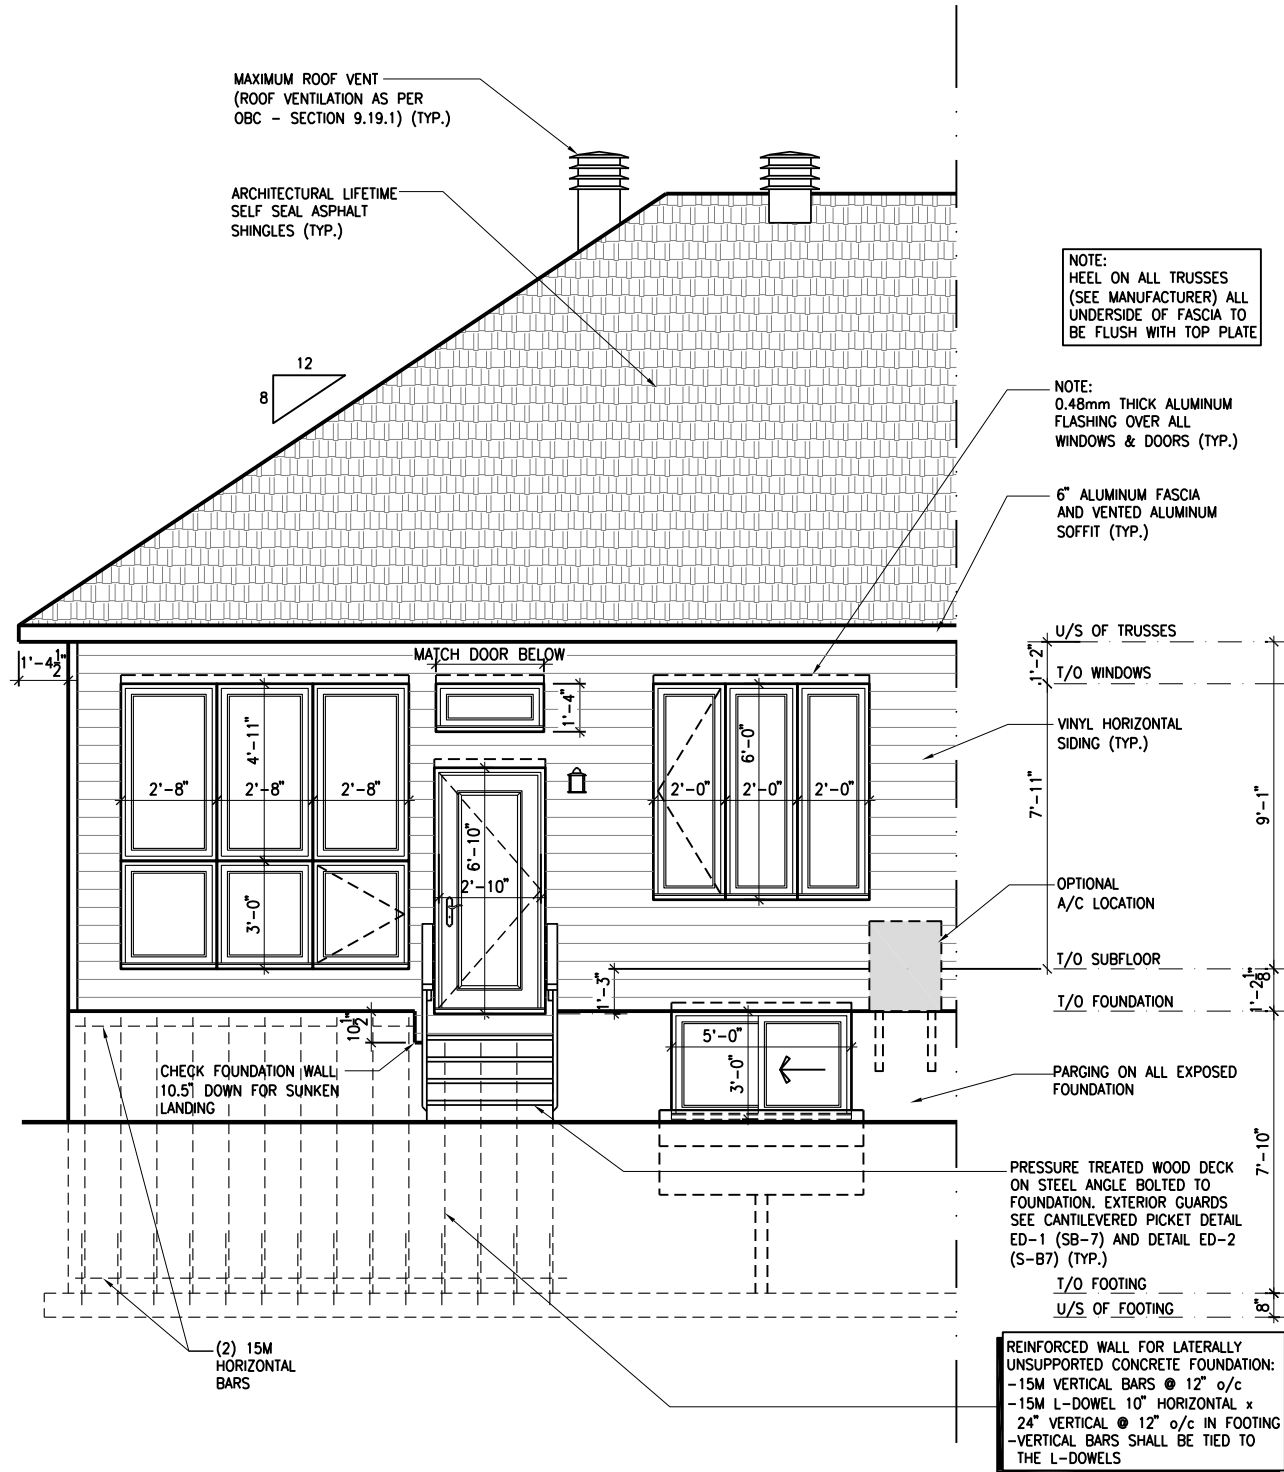 MAXIMUM ROOF VENT
(ROOF VENTILATION AS PER
OBC - SECTION 9.19.1) (TYP.)
ARCHITECTURAL LIFETIME
SELF SEAL ASPHALT
SHINGLES (TYP.)
NOTE:
HEEL ON ALL TRUSSES
(SEE MANUFACTURER) ALL
UNDERSIDE OF FASCIA TO
BE FLUSH WITH TOP PLATE
12
8
NOTE:
0.48mm THICK ALUMINUM
FLASHING OVER ALL
WINDOWS & DOORS (TYP.)
6" ALUMINUM FASCIA
AND VENTED ALUMINUM
SOFFIT (TYP.)
U/S OF TRUSSES
1'-4½"
MATCH DOOR BELOW
1'-2"
T/O WINDOWS
1'-4"
4'-11"
6'-0"
VINYL HORIZONTAL
SIDING (TYP.)
2'-8"
2'-8"
2'-8"
2'-0"
2'-0"
2'-0"
7'-11"
9'-1"
6'-10"
2'-10"
3'-0"
OPTIONAL
A/C LOCATION
T/O SUBFLOOR
1'-3"
1'-2⅛"
T/O FOUNDATION
10½"
5'-0"
3'-0"
CHECK FOUNDATION WALL
10.5" DOWN FOR SUNKEN
LANDING
PARGING ON ALL EXPOSED
FOUNDATION
7'-10"
PRESSURE TREATED WOOD DECK
ON STEEL ANGLE BOLTED TO
FOUNDATION. EXTERIOR GUARDS
SEE CANTILEVERED PICKET DETAIL
ED-1 (SB-7) AND DETAIL ED-2
(S-B7) (TYP.)
T/O FOOTING
U/S OF FOOTING
8"
(2) 15M
HORIZONTAL
BARS
REINFORCED WALL FOR LATERALLY
UNSUPPORTED CONCRETE FOUNDATION:
-15M VERTICAL BARS @ 12" o/c
-15M L-DOWEL 10" HORIZONTAL x
24" VERTICAL @ 12" o/c IN FOOTING
-VERTICAL BARS SHALL BE TIED TO
THE L-DOWELS